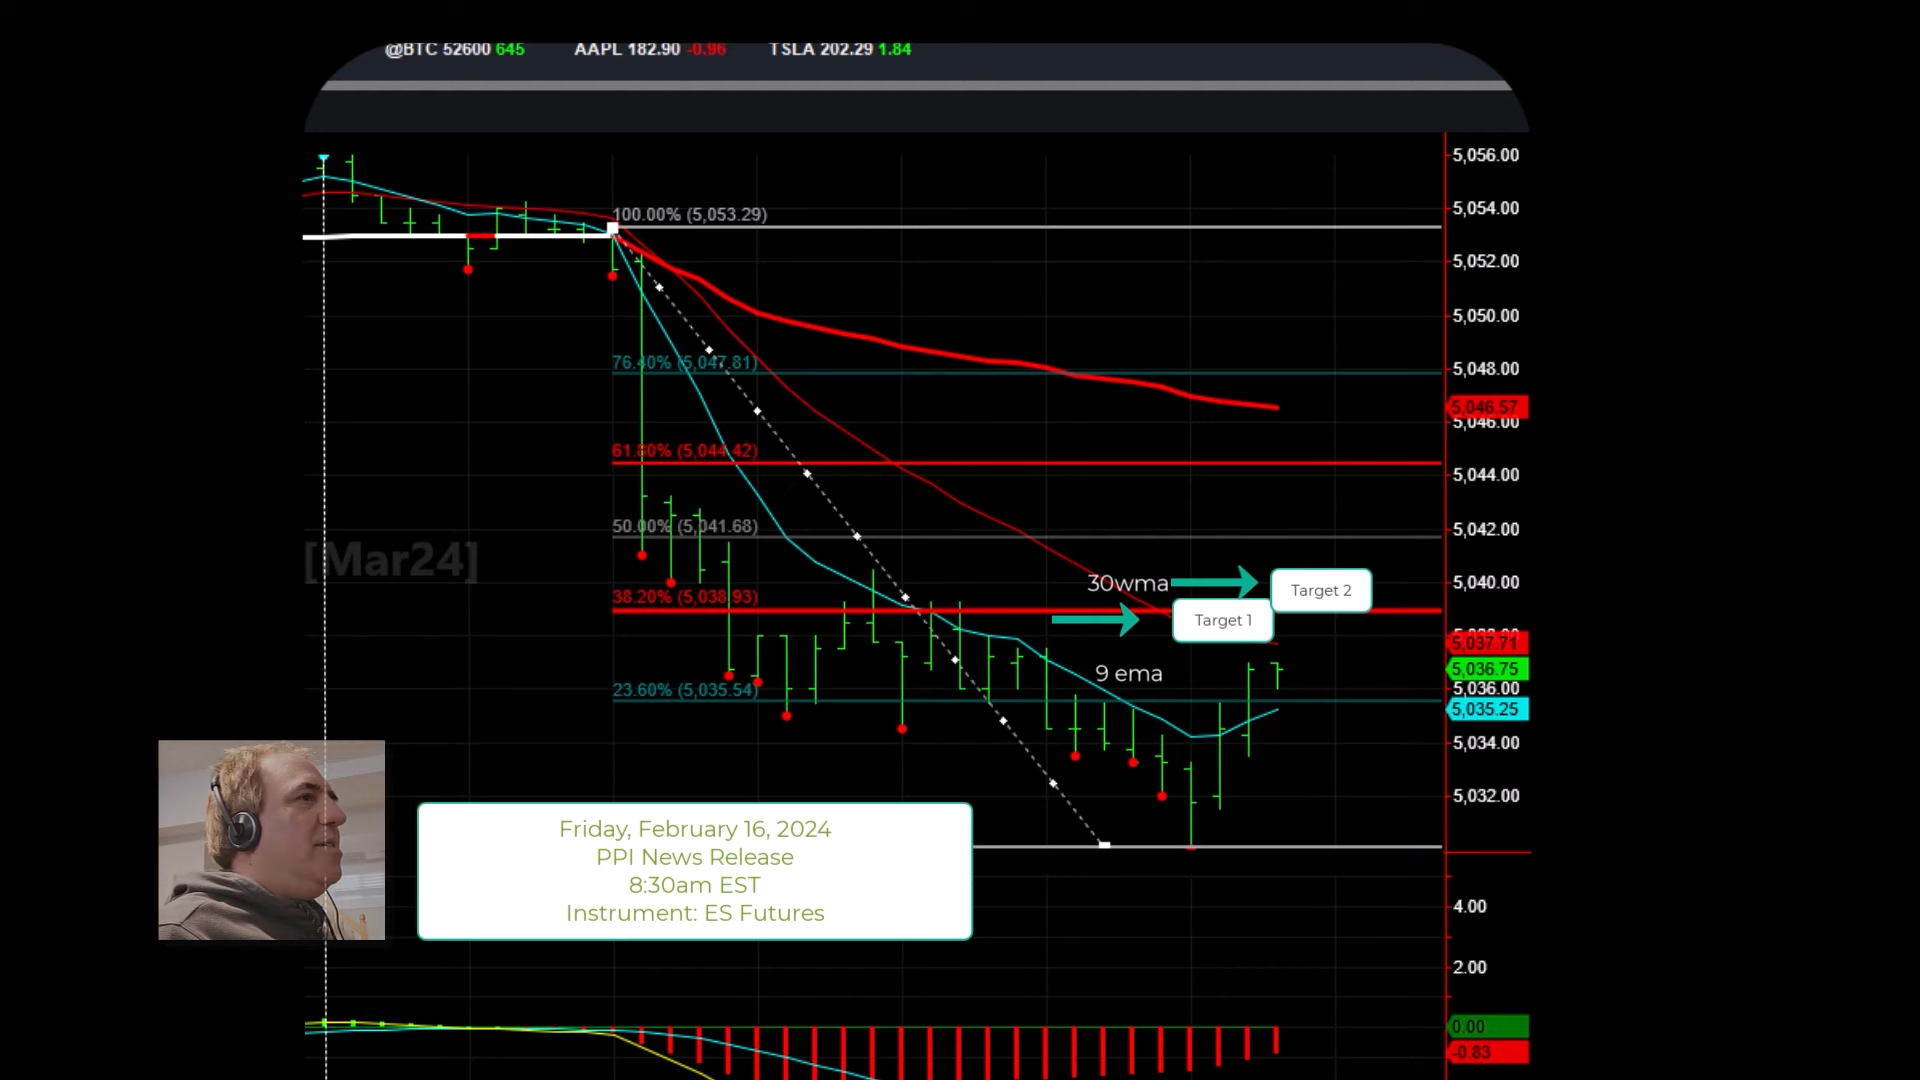 @BTC 52600 645 AAPL 182.90 -0.96 TSLA 202.29 1.84
5,056.00
100.00% (5,053.29)
5,054.00
5,052.00
5,050.00
76.40% (5,047.81)
5,048.00
5,046.57
5,046.00
61.80% (5,044.42)
5,044.00
50.00% (5,041.68)
5,042.00
[Mar24]
30wma
Target 2
5,040.00
38.20% (5,038.93)
Target 1
5,037.71
9 ema
5,036.75
23.60% (5,035.54)
5,036.00
5,035.25
5,034.00
5,032.00
Friday, February 16, 2024
PPI News Release
8:30am EST
Instrument: ES Futures
4.00
2.00
0.00
-0.83